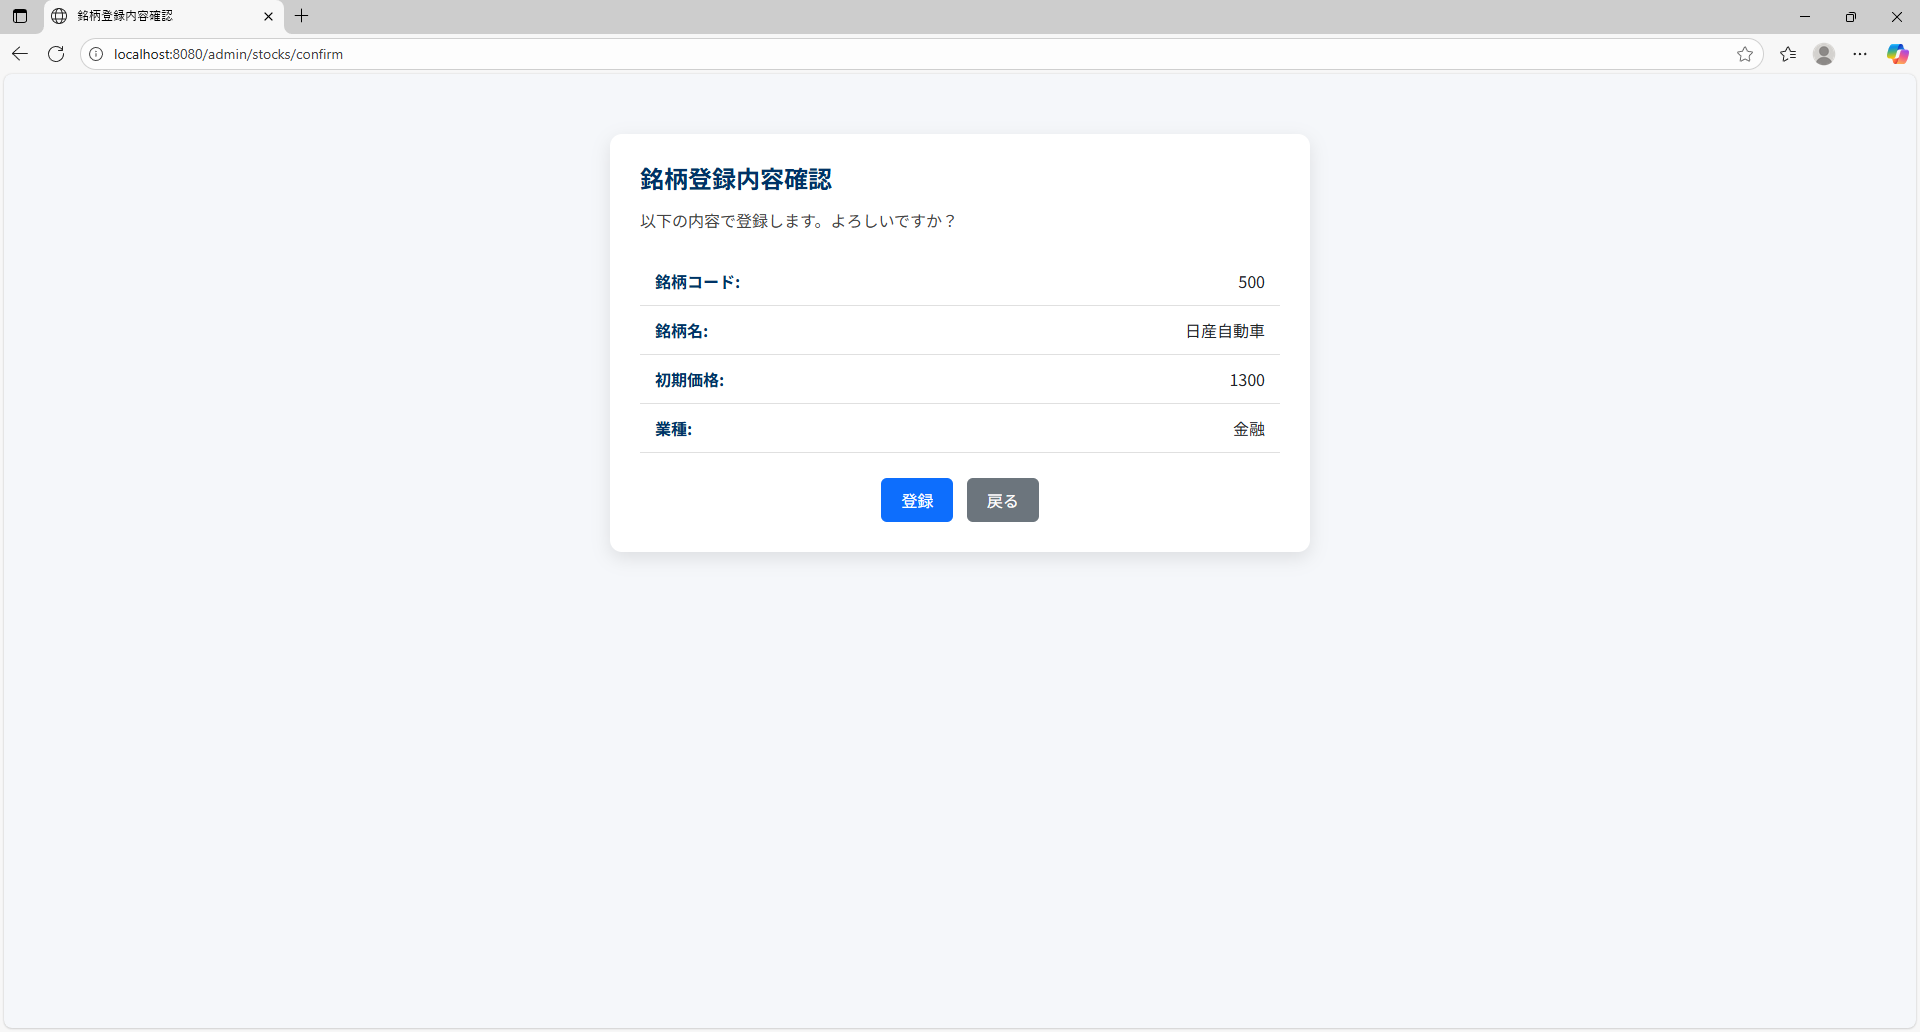 銘柄登録内容確認
localhost:8080/admin/stocks/confirm
銘柄登録内容確認
以下の内容で登録します。よろしいですか？
銘柄コード: 500
銘柄名: 日産自動車
初期価格: 1300
業種: 金融
登録 戻る